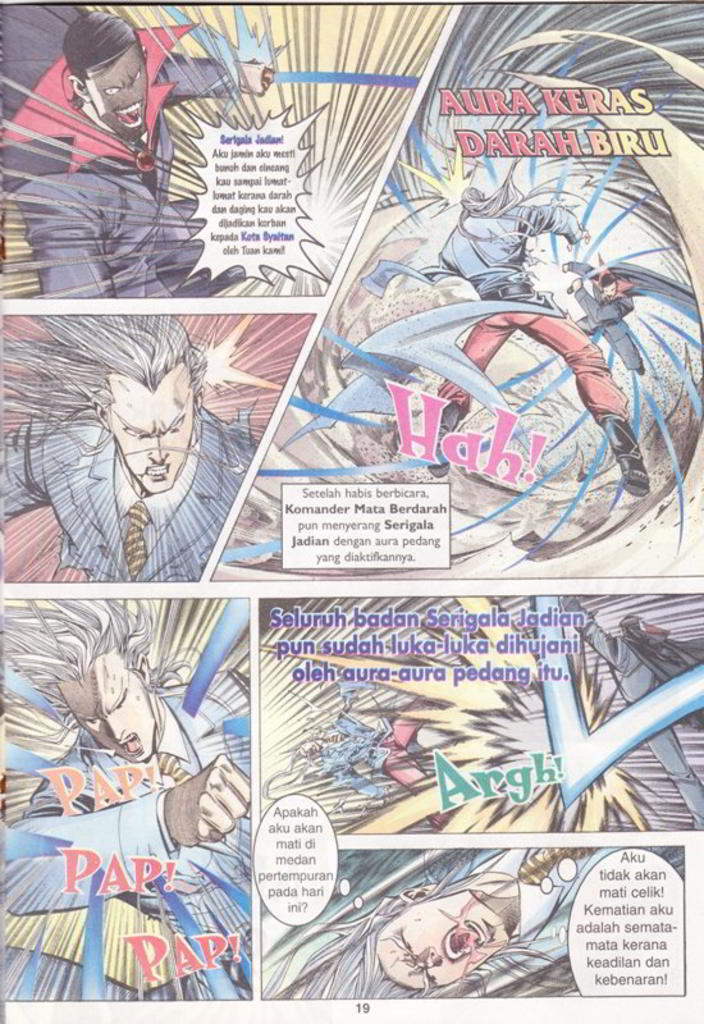 Serigala Jadian!
Aku jamin aku mesti
bunuh dan cincang
kau sampai lumat-
lumat kerana darah
dan daging kau akan
dijadikan korban
kepada Kota Syaitan
oleh Tuan kami!
AURA KERAS
DARAH BIRU
Hah!
Setelah habis berbicara,
Komander Mata Berdarah
pun menyerang Serigala
Jadian dengan aura pedang
yang diaktifkannya.
PAP!
PAP!
PAP!
Seluruh badan Serigala Jadian
pun sudah luka-luka dihujani
oleh aura-aura pedang itu.
Argh!
Apakah
aku akan
mati di
medan
pertempuran
pada hari
ini?
Aku
tidak akan
mati celik!
Kematian aku
adalah semata-
mata kerana
keadilan dan
kebenaran!
19